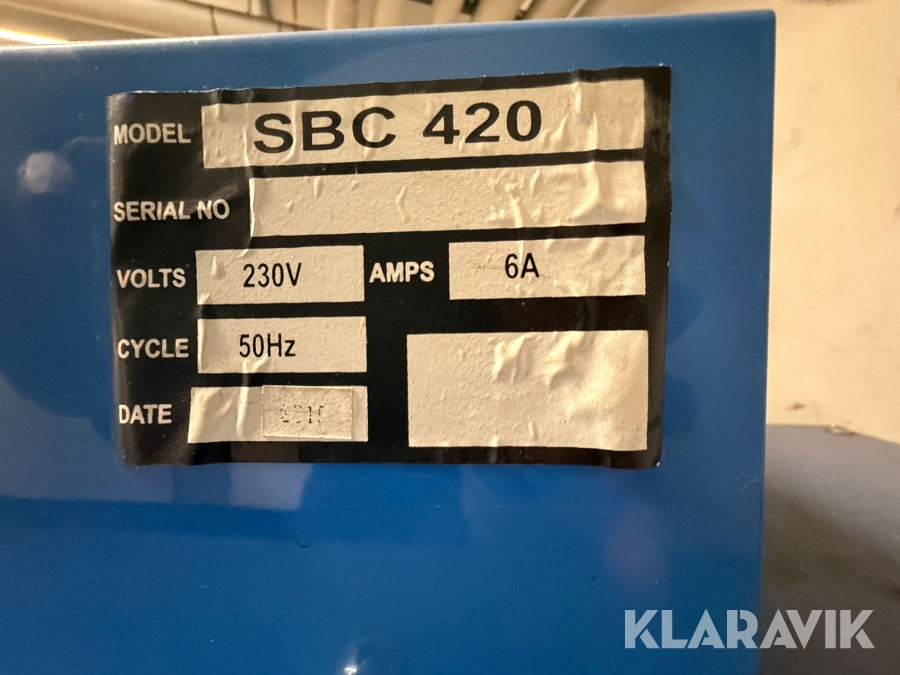 MODEL SBC 420
SERIAL NO
VOLTS 230V AMPS 6A
CYCLE 50Hz
DATE
KLARAVIK